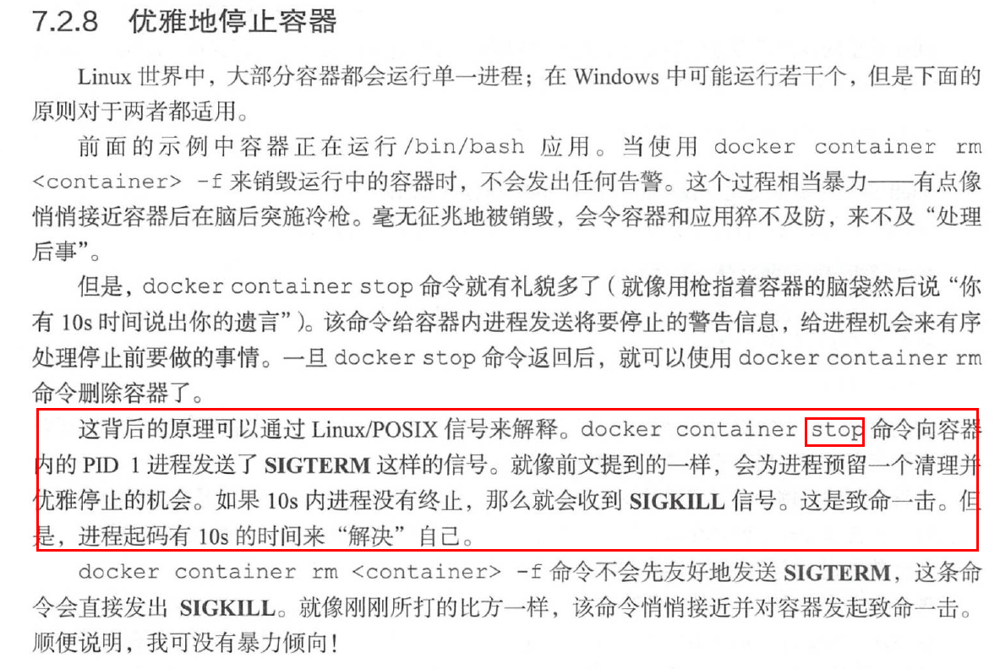 7.2.8 优雅地停止容器
Linux 世界中，大部分容器都会运行单一进程；在 Windows 中可能运行若干个，但是下面的
原则对于两者都适用。
前面的示例中容器正在运行/bin/bash 应用。当使用 docker container rm
<container> -f 来销毁运行中的容器时，不会发出任何告警。这个过程相当暴力——有点像
悄悄接近容器后在脑后突施冷枪。毫无征兆地被销毁，会令容器和应用猝不及防，来不及“处理
后事”。
但是，docker container stop 命令就有礼貌多了（就像用枪指着容器的脑袋然后说“你
有 10s 时间说出你的遗言”）。该命令给容器内进程发送将要停止的警告信息，给进程机会来有序
处理停止前要做的事情。一旦 docker stop 命令返回后，就可以使用 docker container rm
命令删除容器了。
这背后的原理可以通过 Linux/POSIX 信号来解释。docker container stop 命令向容器
内的 PID 1 进程发送了 SIGTERM 这样的信号。就像前文提到的一样，会为进程预留一个清理并
优雅停止的机会。如果 10s 内进程没有终止，那么就会收到 SIGKILL 信号。这是致命一击。但
是，进程起码有 10s 的时间来“解决”自己。
docker container rm <container> -f 命令不会先友好地发送 SIGTERM，这条命
令会直接发出 SIGKILL。就像刚刚所打的比方一样，该命令悄悄接近并对容器发起致命一击。
顺便说明，我可没有暴力倾向！